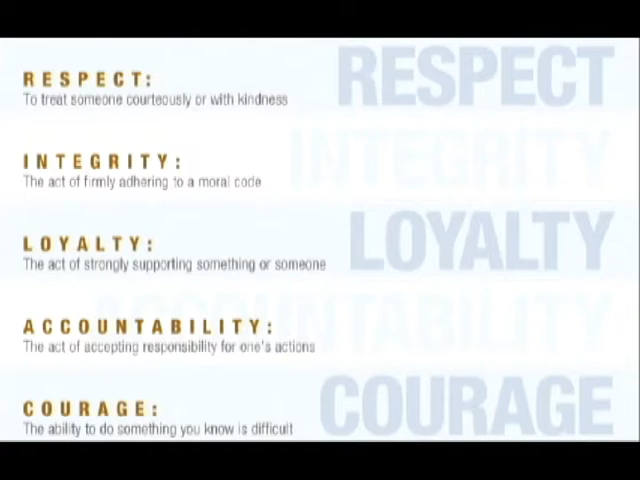 RESPECT: RESPECT
To treat someone courteously or with kindness
INTEGRITY: INTEGRITY
The act of firmly adhering to a moral code
LOYALTY: LOYALTY
The act of strongly supporting something or someone
ACCOUNTABILITY: ACCOUNTABILITY
The act of accepting responsibility for one's actions
COURAGE: COURAGE
The ability to do something you know is difficult